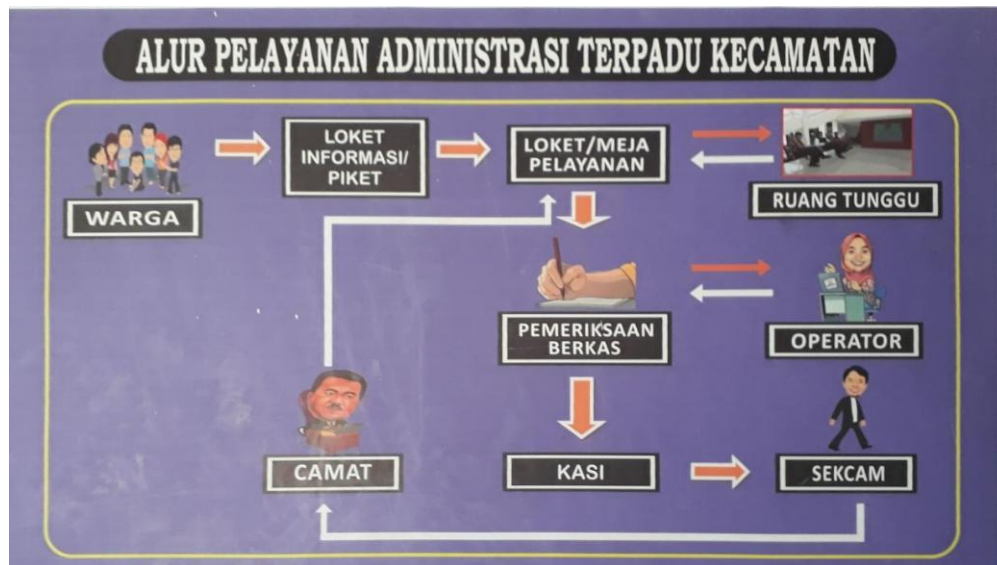 ALUR PELAYANAN ADMINISTRASI TERPADU KECAMATAN
WARGA
LOKET
INFORMASI/
PIKET
LOKET/MEJA
PELAYANAN
RUANG TUNGGU
PEMERIKSAAN
BERKAS
OPERATOR
CAMAT
KASI
SEKCAM